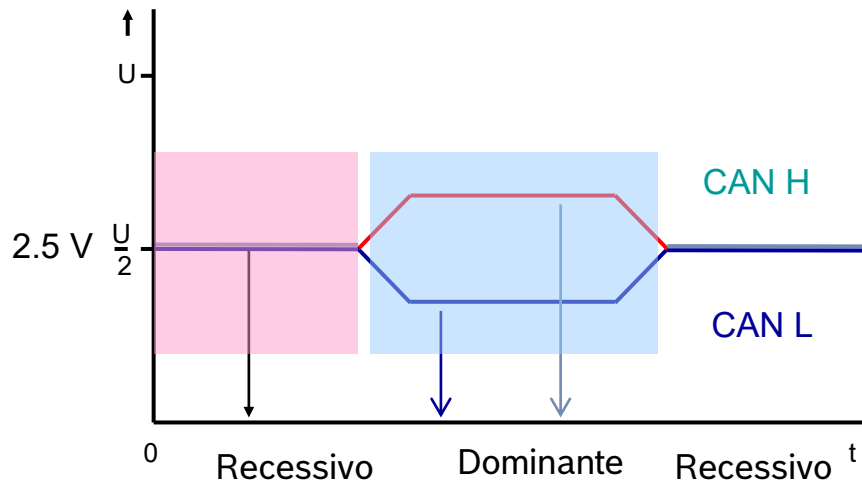 U
CAN H
2.5 V
U
2
CAN L
0
Recessivo
Dominante
Recessivo
t